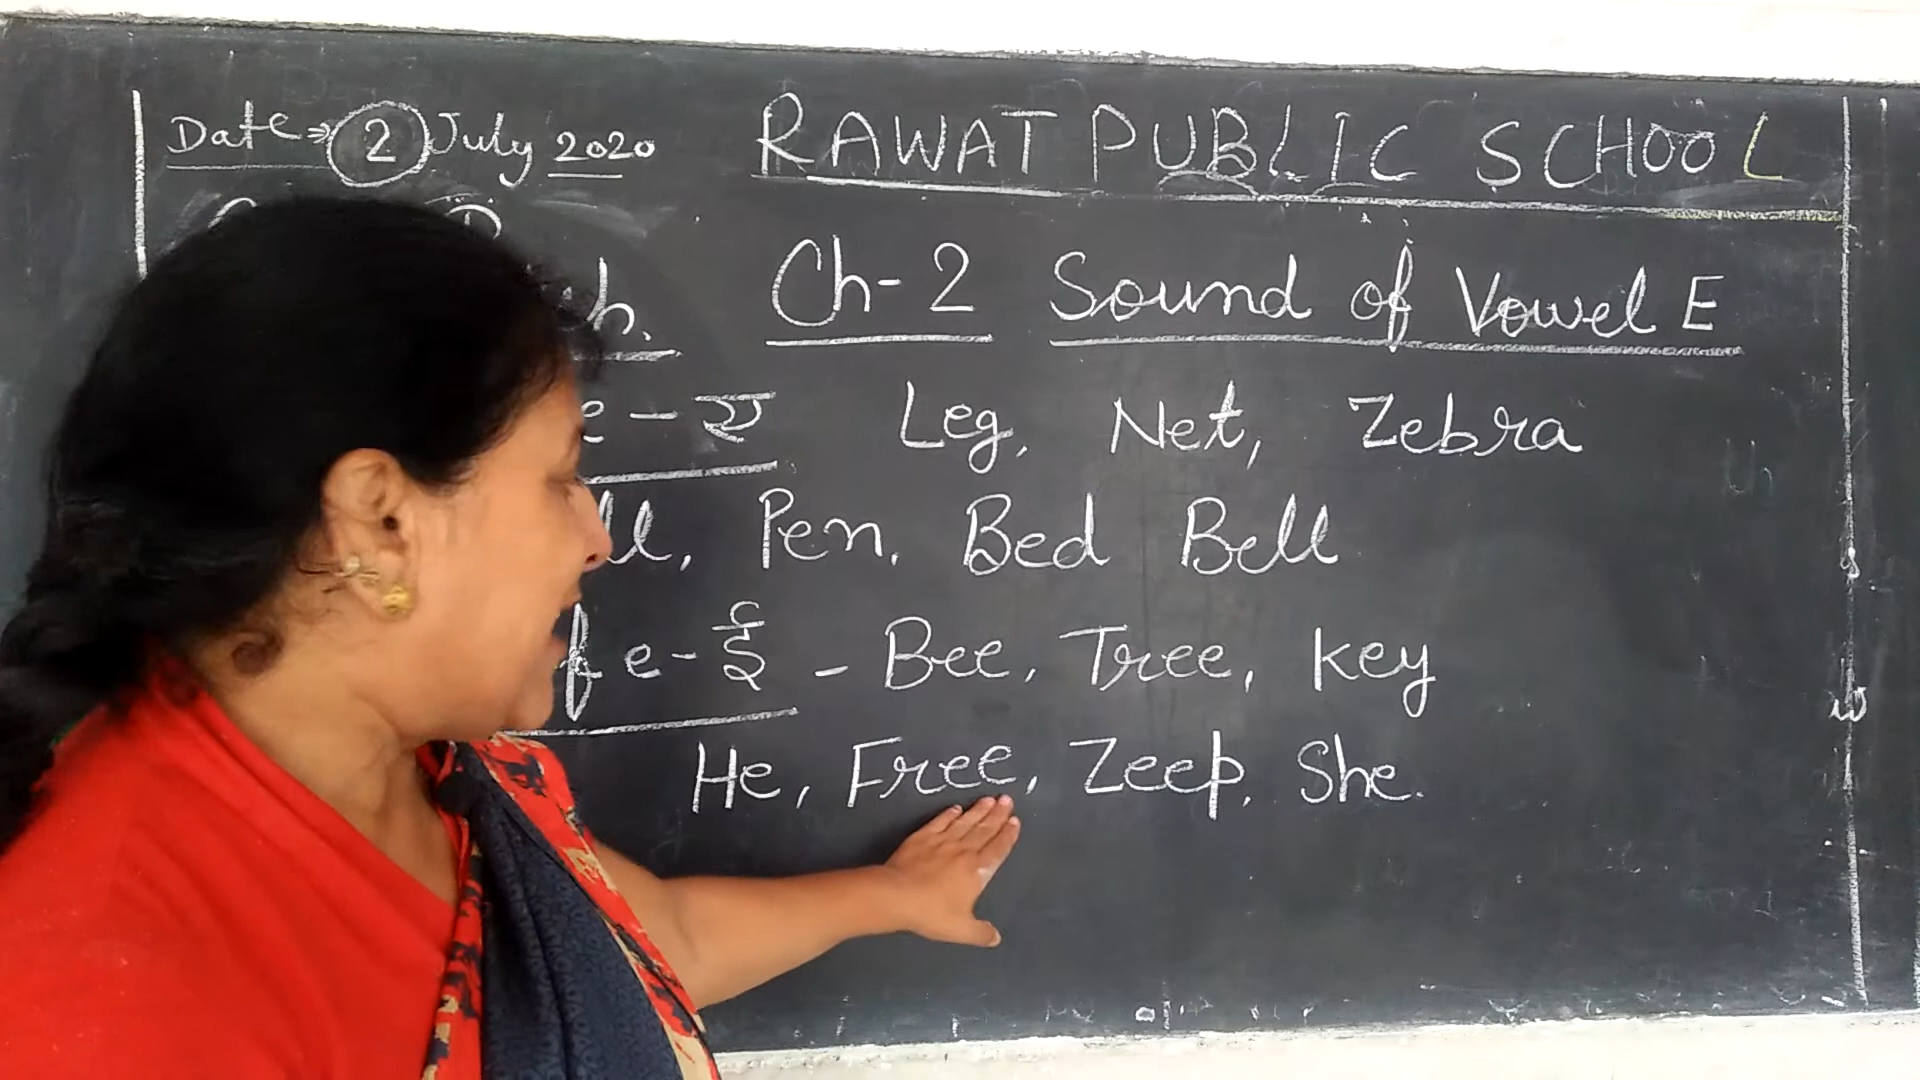 Date⇒ 2 July 2020 RAWAT PUBLIC SCHOOL
Ch-2 Sound of Vowel E
e - ए Leg, Net, Zebra
Pen, Bed Bell
of e - ई - Bee, Tree, Key
He, Free, Zeep, She.